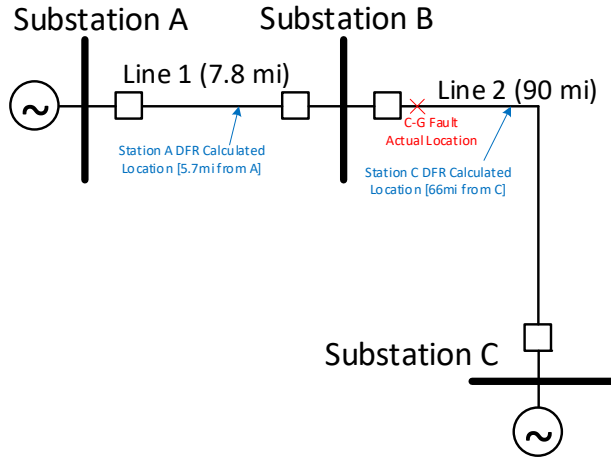 Substation A
Substation B
Line 1 (7.8 mi)
Line 2 (90 mi)
~
C-G Fault
Actual Location
Station A DFR Calculated
Location [5.7mi from A]
Station C DFR Calculated
Location [66mi from C]
Substation C
~